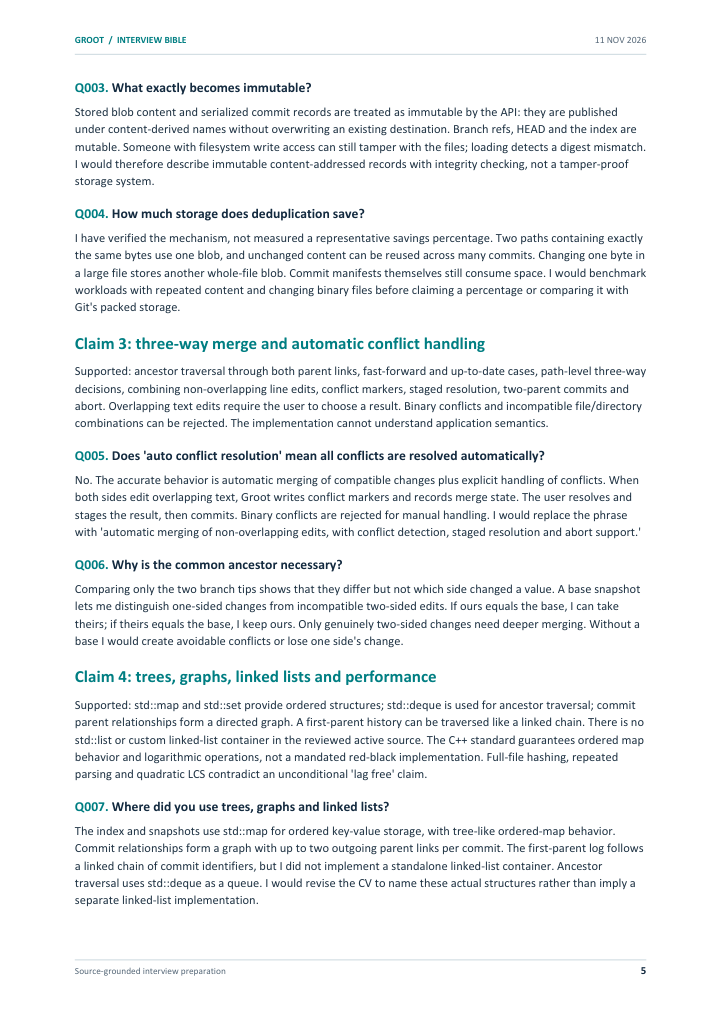 GROOT / INTERVIEW BIBLE
11 NOV 2026
Q003. What exactly becomes immutable?
Stored blob content and serialized commit records are treated as immutable by the API: they are published
under content-derived names without overwriting an existing destination. Branch refs, HEAD and the index are
mutable. Someone with filesystem write access can still tamper with the files; loading detects a digest mismatch.
I would therefore describe immutable content-addressed records with integrity checking, not a tamper-proof
storage system.
Q004. How much storage does deduplication save?
I have verified the mechanism, not measured a representative savings percentage. Two paths containing exactly
the same bytes use one blob, and unchanged content can be reused across many commits. Changing one byte in
a large file stores another whole-file blob. Commit manifests themselves still consume space. I would benchmark
workloads with repeated content and changing binary files before claiming a percentage or comparing it with
Git's packed storage.
Claim 3: three-way merge and automatic conflict handling
Supported: ancestor traversal through both parent links, fast-forward and up-to-date cases, path-level three-way
decisions, combining non-overlapping line edits, conflict markers, staged resolution, two-parent commits and
abort. Overlapping text edits require the user to choose a result. Binary conflicts and incompatible file/directory
combinations can be rejected. The implementation cannot understand application semantics.
Q005. Does 'auto conflict resolution' mean all conflicts are resolved automatically?
No. The accurate behavior is automatic merging of compatible changes plus explicit handling of conflicts. When
both sides edit overlapping text, Groot writes conflict markers and records merge state. The user resolves and
stages the result, then commits. Binary conflicts are rejected for manual handling. I would replace the phrase
with 'automatic merging of non-overlapping edits, with conflict detection, staged resolution and abort support.'
Q006. Why is the common ancestor necessary?
Comparing only the two branch tips shows that they differ but not which side changed a value. A base snapshot
lets me distinguish one-sided changes from incompatible two-sided edits. If ours equals the base, I can take
theirs; if theirs equals the base, I keep ours. Only genuinely two-sided changes need deeper merging. Without a
base I would create avoidable conflicts or lose one side's change.
Claim 4: trees, graphs, linked lists and performance
Supported: std::map and std::set provide ordered structures; std::deque is used for ancestor traversal; commit
parent relationships form a directed graph. A first-parent history can be traversed like a linked chain. There is no
std::list or custom linked-list container in the reviewed active source. The C++ standard guarantees ordered map
behavior and logarithmic operations, not a mandated red-black implementation. Full-file hashing, repeated
parsing and quadratic LCS contradict an unconditional 'lag free' claim.
Q007. Where did you use trees, graphs and linked lists?
The index and snapshots use std::map for ordered key-value storage, with tree-like ordered-map behavior.
Commit relationships form a graph with up to two outgoing parent links per commit. The first-parent log follows
a linked chain of commit identifiers, but I did not implement a standalone linked-list container. Ancestor
traversal uses std::deque as a queue. I would revise the CV to name these actual structures rather than imply a
separate linked-list implementation.
Source-grounded interview preparation
5